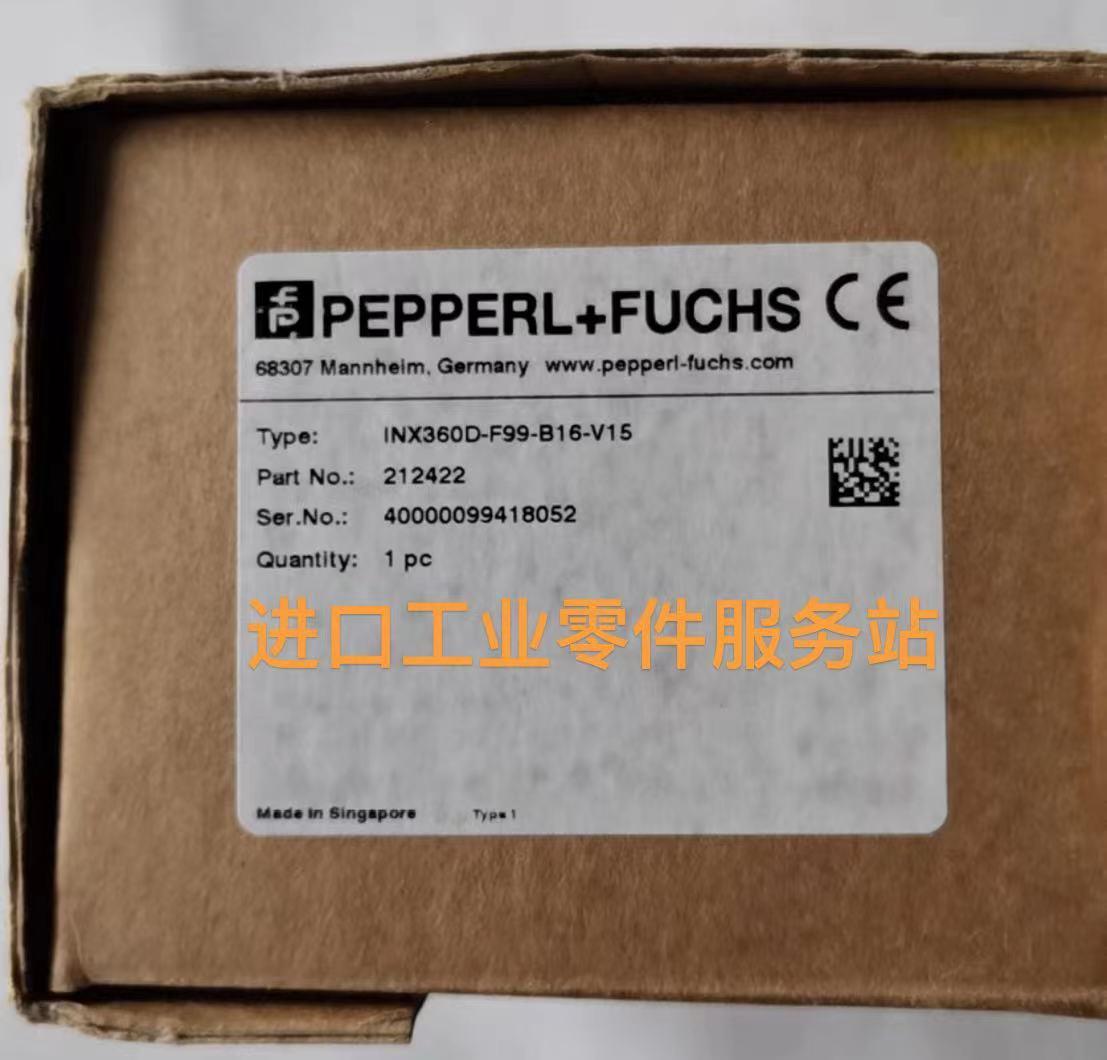 PEPPERL+FUCHS CE
68307 Mannheim, Germany www.pepperl-fuchs.com
Type: INX360D-F99-B16-V15
Part No.: 212422
Ser.No.: 40000099418052
Quantity: 1 pc
进口工业零件服务站
Made in Singapore Type 1